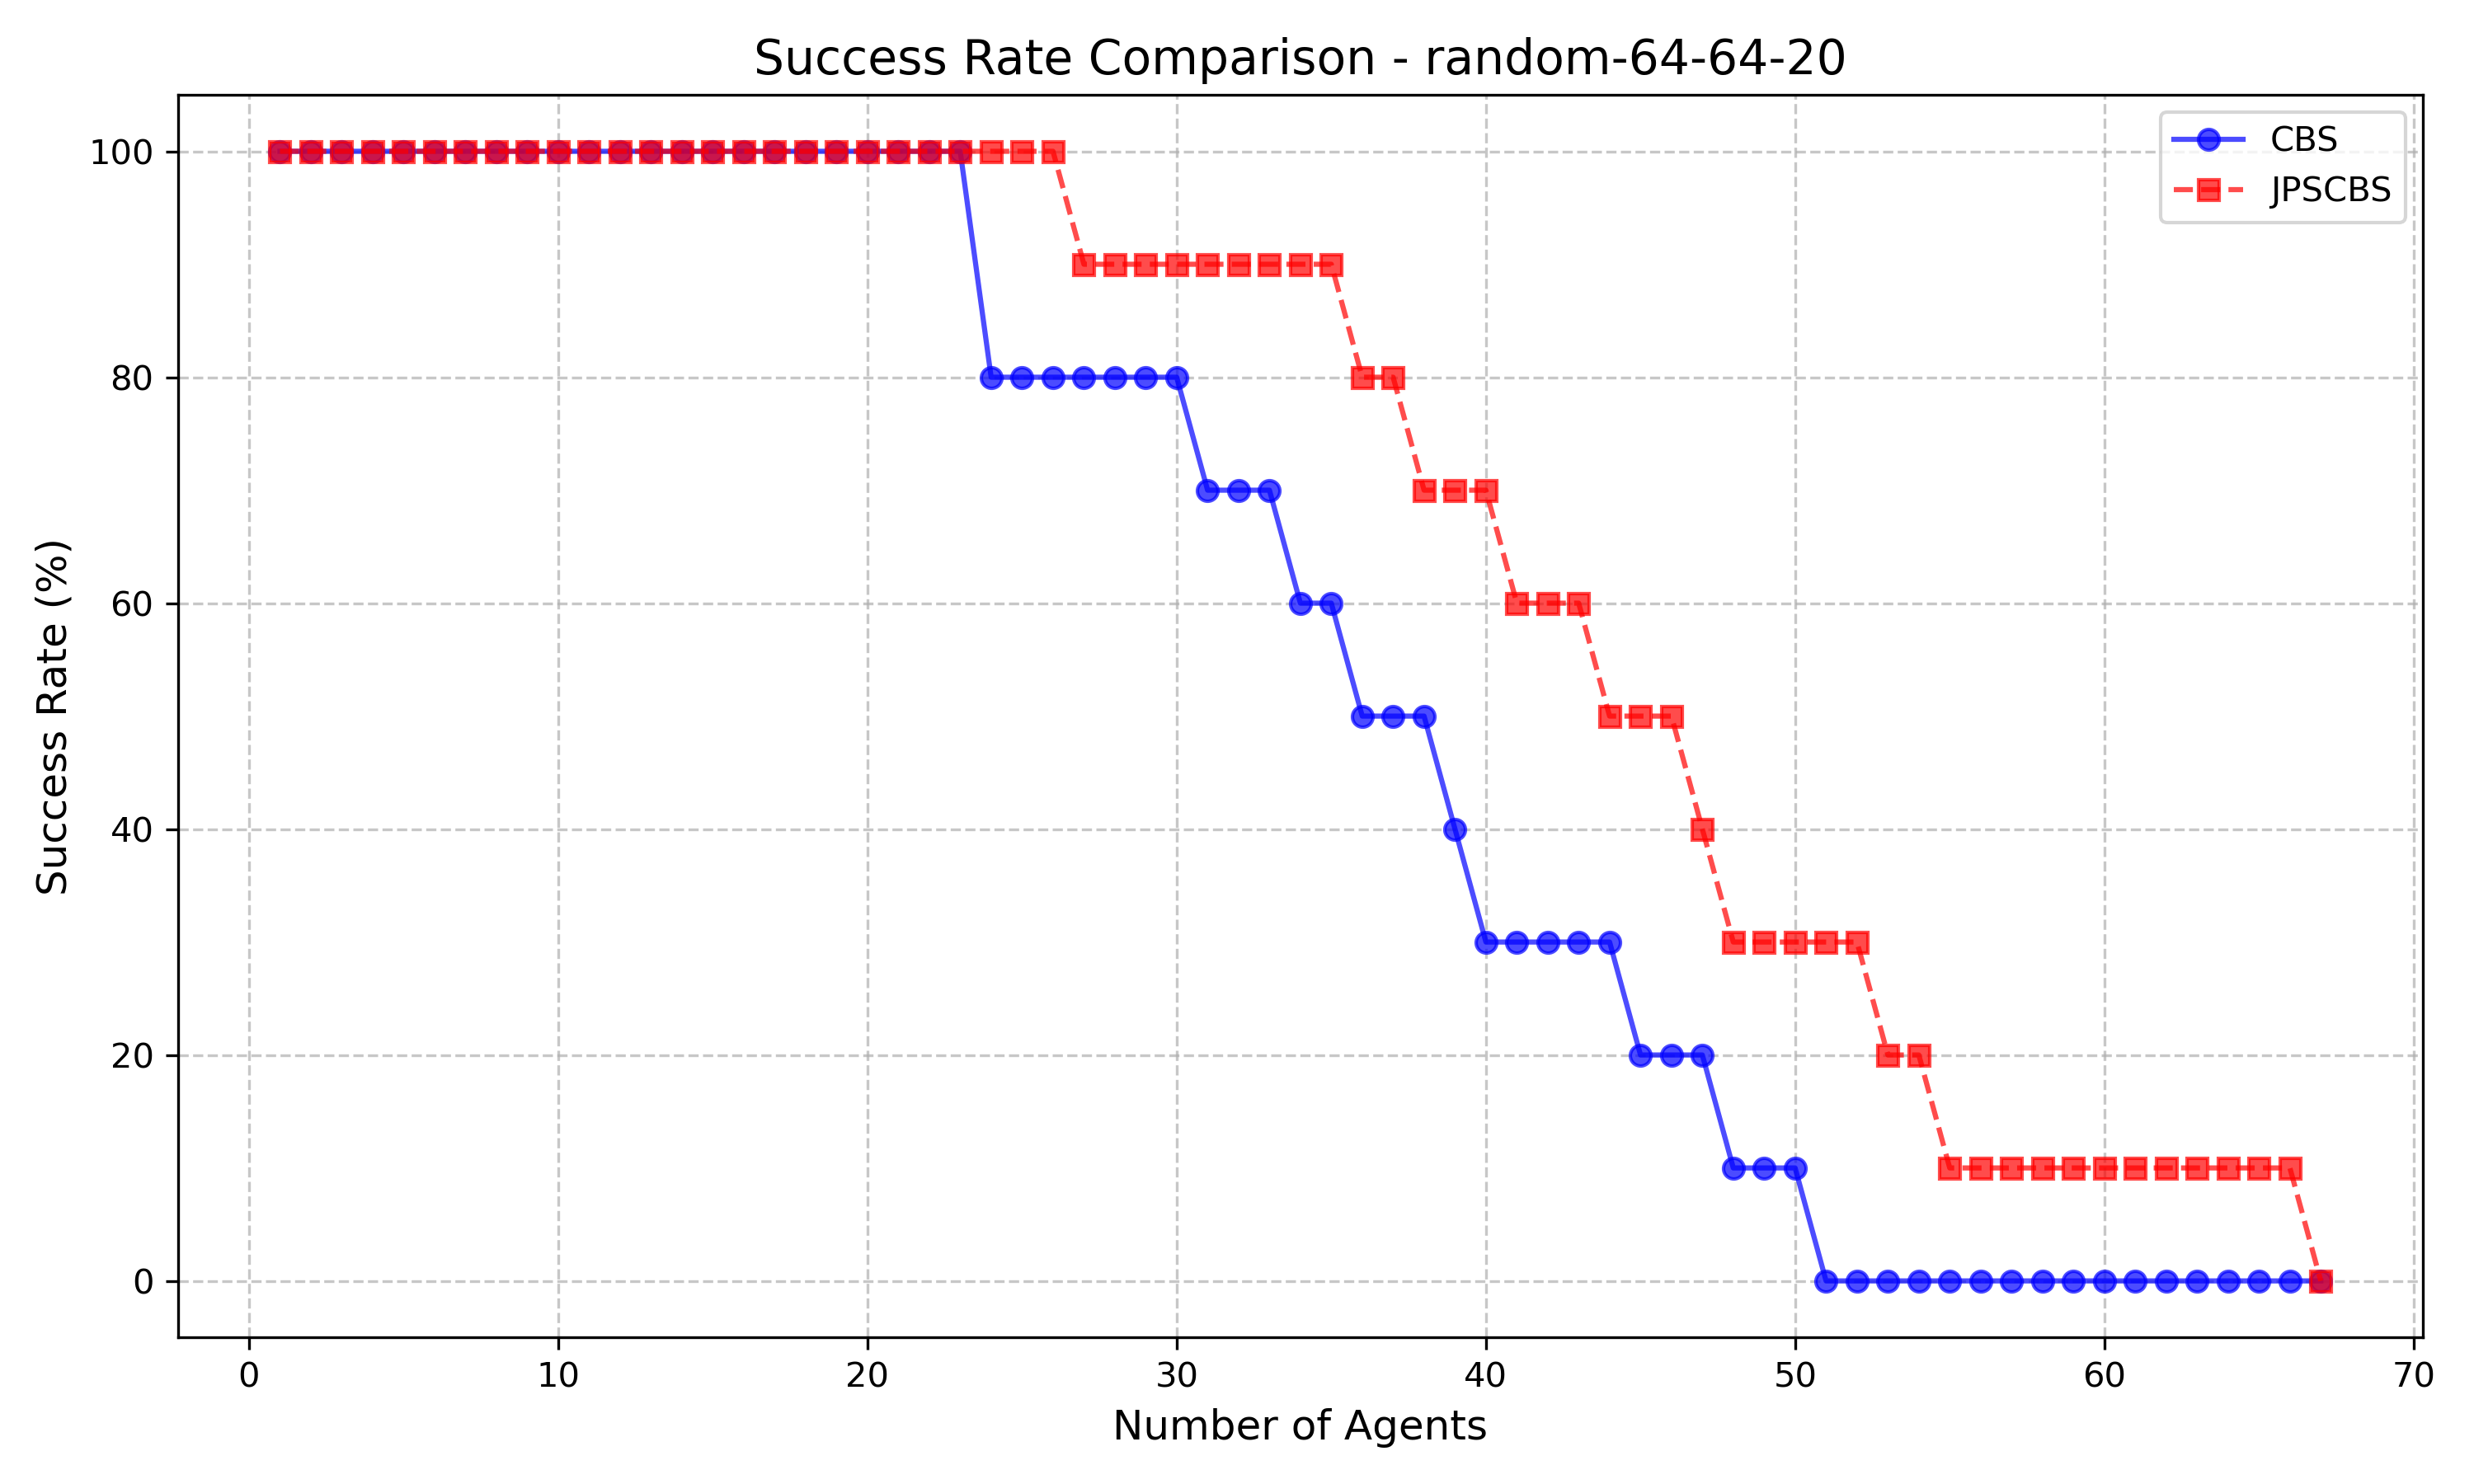 Success Rate Comparison - random-64-64-20
CBS
JPSCBS
100
80
60
40
20
0
Success Rate (%)
0 10 20 30 40 50 60 70
Number of Agents